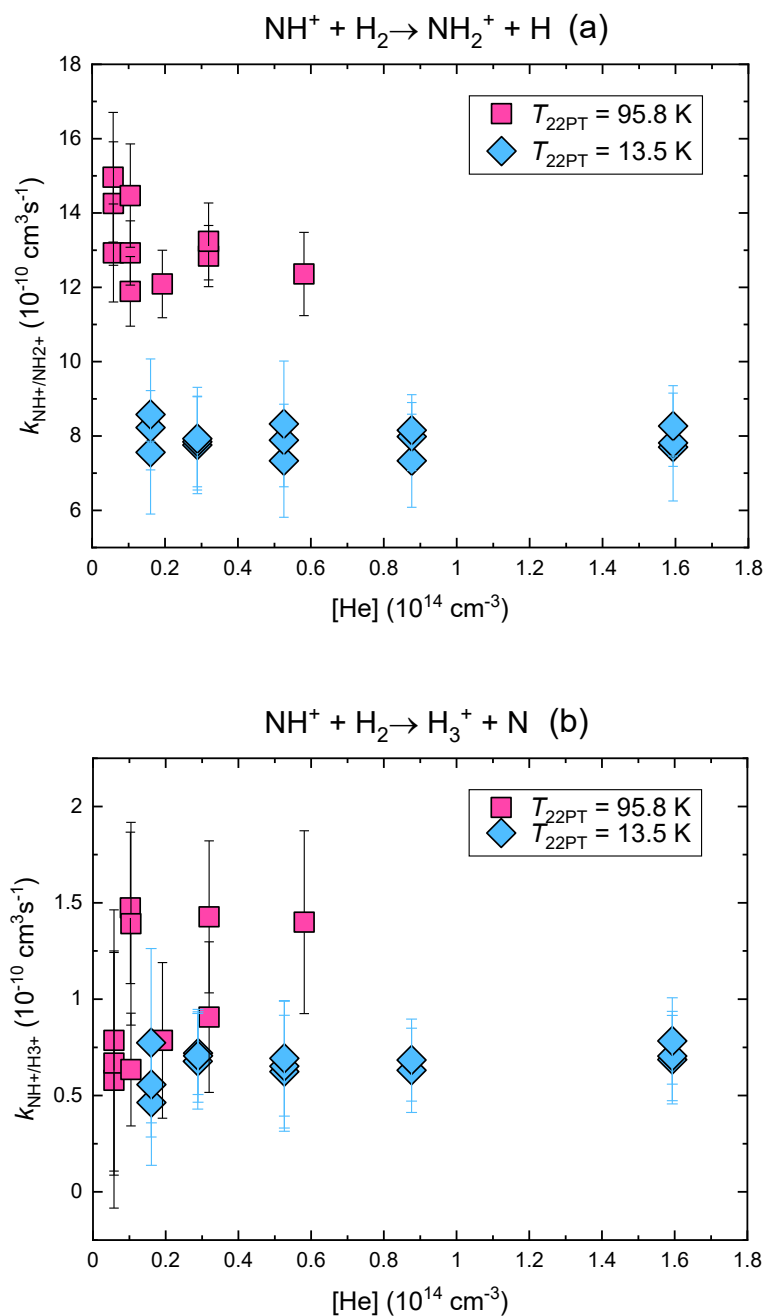 NH⁺ + H₂→ NH₂⁺ + H (a)
18
16
14
12
10
8
6
k_NH+/NH2+ (10⁻¹⁰ cm³s⁻¹)
T_22PT = 95.8 K
T_22PT = 13.5 K
0 0.2 0.4 0.6 0.8 1 1.2 1.4 1.6 1.8
[He] (10¹⁴ cm⁻³)
NH⁺ + H₂→ H₃⁺ + N (b)
2
1.5
1
0.5
0
k_NH+/H3+ (10⁻¹⁰ cm³s⁻¹)
T_22PT = 95.8 K
T_22PT = 13.5 K
0 0.2 0.4 0.6 0.8 1 1.2 1.4 1.6 1.8
[He] (10¹⁴ cm⁻³)